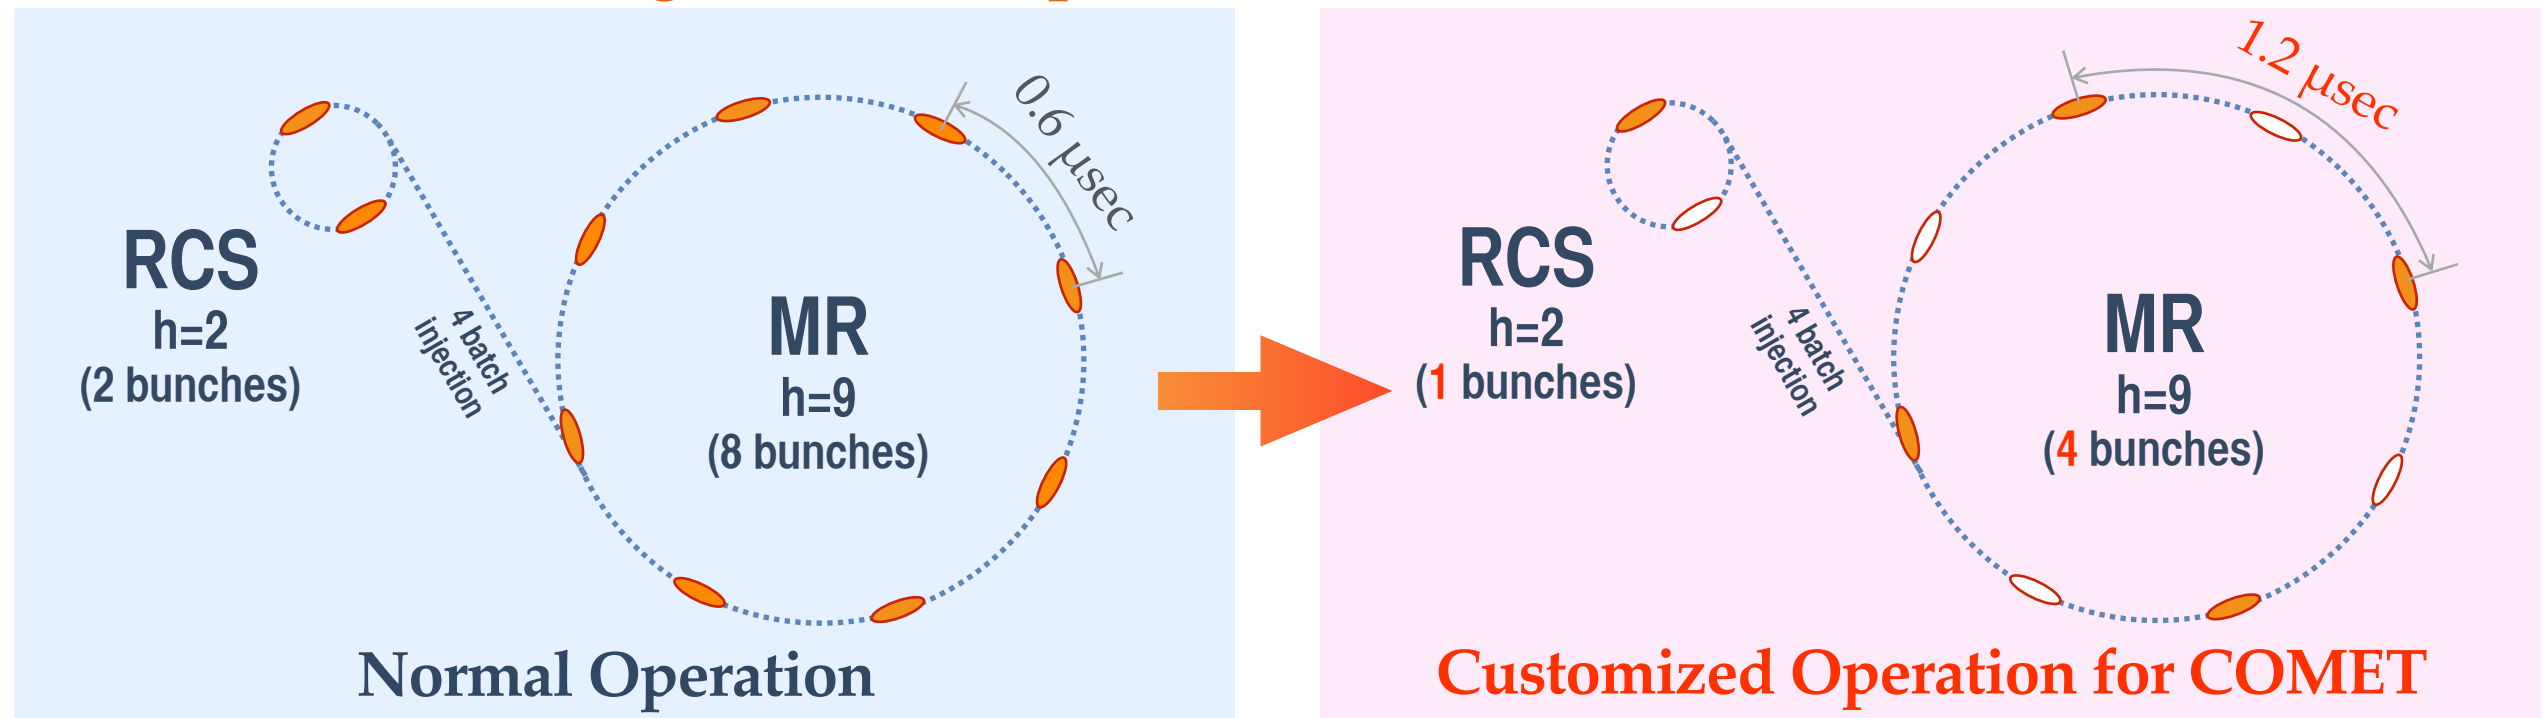 0.6 μsec
RCS
h=2
(2 bunches)
4 batch
injection
MR
h=9
(8 bunches)
Normal Operation
1.2 μsec
RCS
h=2
(1 bunches)
4 batch
injection
MR
h=9
(4 bunches)
Customized Operation for COMET